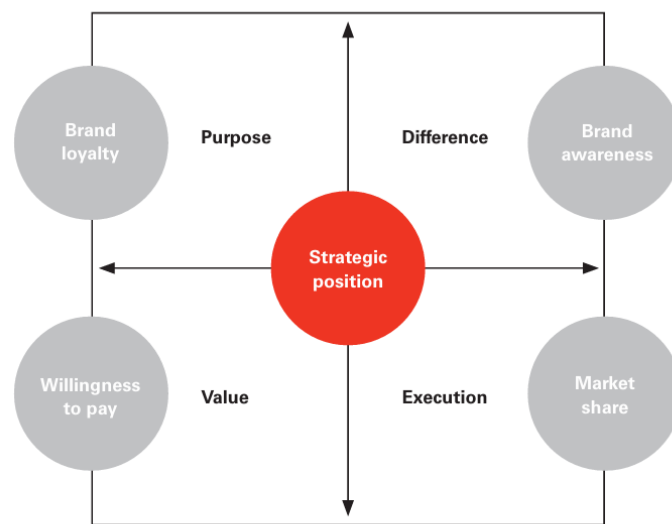 Brand
loyalty
Purpose
Difference
Brand
awareness
Strategic
position
Willingness
to pay
Value
Execution
Market
share